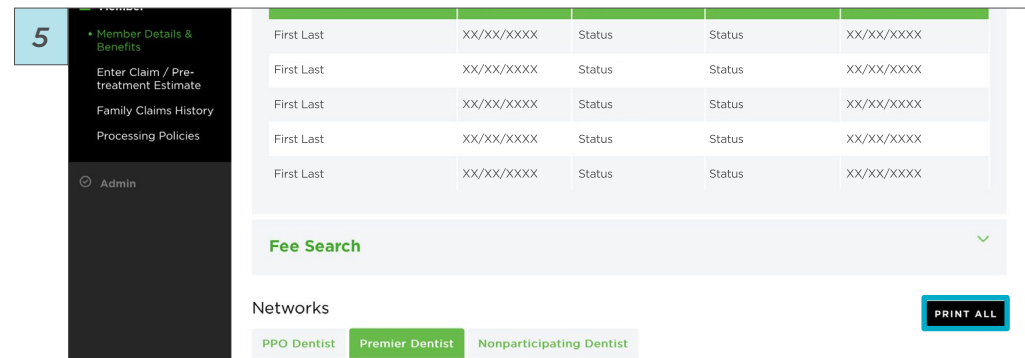 5
Member
• Member Details &
Benefits
Enter Claim / Pre-
treatment Estimate
Family Claims History
Processing Policies
Admin
First Last XX/XX/XXXX Status Status XX/XX/XXXX
First Last XX/XX/XXXX Status Status XX/XX/XXXX
First Last XX/XX/XXXX Status Status XX/XX/XXXX
First Last XX/XX/XXXX Status Status XX/XX/XXXX
First Last XX/XX/XXXX Status Status XX/XX/XXXX
Fee Search
Networks
PRINT ALL
PPO Dentist Premier Dentist Nonparticipating Dentist